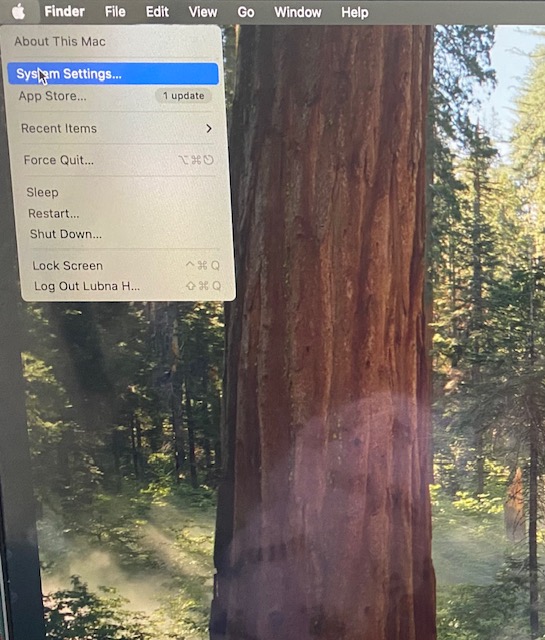 Finder File Edit View Go Window Help
About This Mac
System Settings...
App Store... 1 update
Recent Items
Force Quit... ⌥⌘⎋
Sleep
Restart...
Shut Down...
Lock Screen ^⌘Q
Log Out Lubna H... ⇧⌘Q